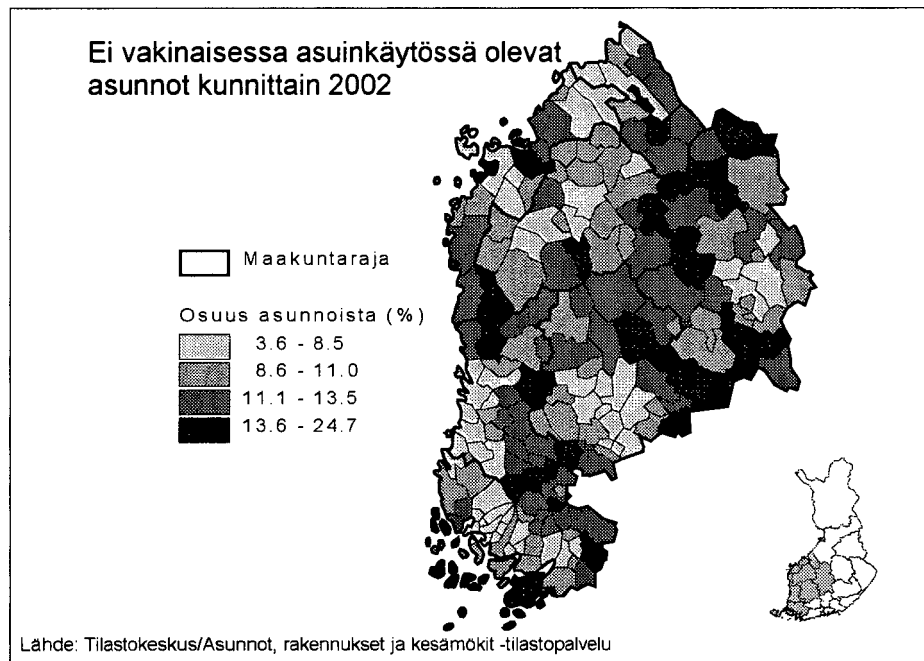 Ei vakinaisessa asuinkäytössä olevat
asunnot kunnittain 2002
Maakuntaraja
Osuus asunnoista (%)
3.6 - 8.5
8.6 - 11.0
11.1 - 13.5
13.6 - 24.7
Lähde: Tilastokeskus/Asunnot, rakennukset ja kesämökit -tilastopalvelu